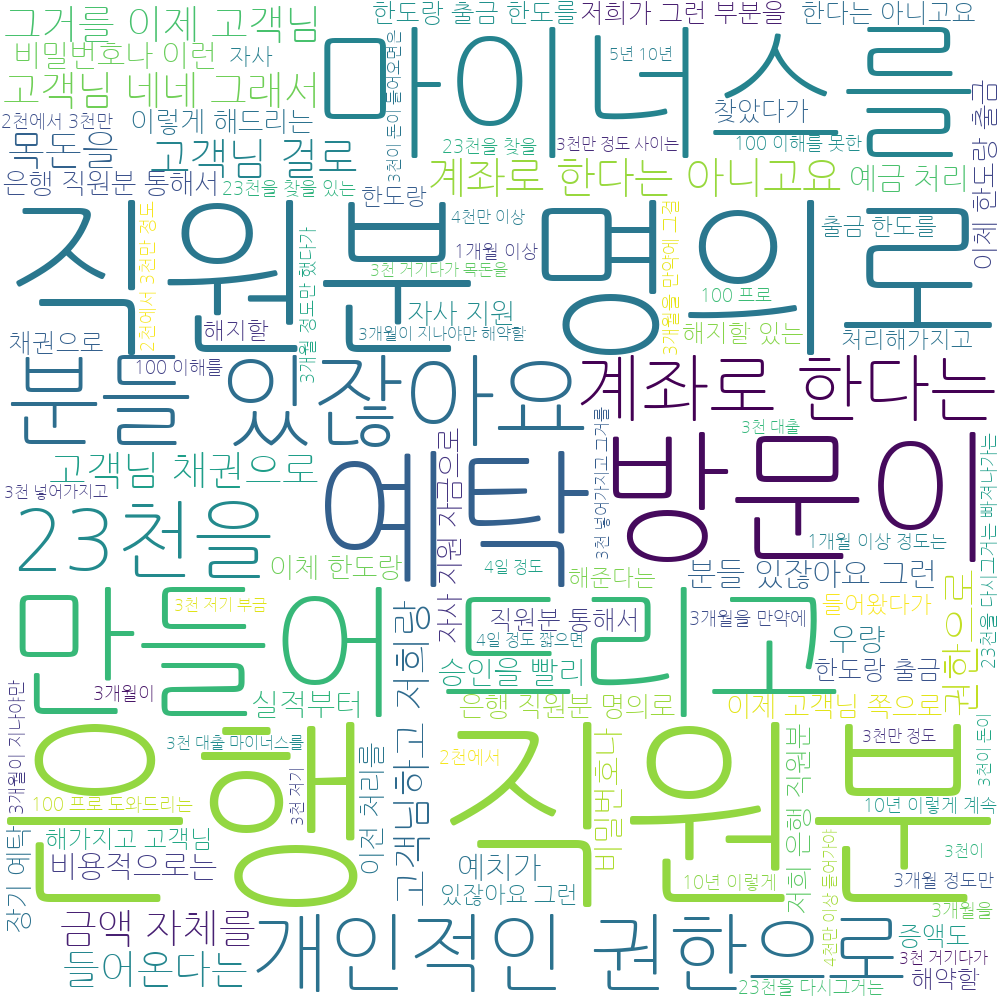 그거를 이제 고객님
한도랑 출금 한도를
저희가 그런 부분을
한다는 아니고요
비밀번호나 이런
자사
마이너스를
5년 10년
고객님 네네 그래서
3천이 돈이 들어오면은
찾았다가
2천에서 3천만
이렇게 해드리는
23천을 찾을
3천만 정도 사이는
100 이해를 못한
이체 한도랑 출금
목돈을
고객님 걸로
계좌로 한다는 아니고요
예금 처리
은행 직원분 통해서
23천을 찾을 있는
한도랑
직원분 명의로
2천에서 3천만 정도
4천만 이상
3개월을 만약에 그걸
출금 한도를
3개월 정도만 했다가
1개월 이상
3천 거기다가 목돈을
100 프로
자사 지원
채권으로
해지할
3개월이 지나야만 해약할
해지할 있는
처리해가지고
100 이해를
분들 있잖아요
계좌로 한다는
3천 대출
고객님 채권으로
예탁
방문이
3천 넣어가지고
3천 넣어가지고 그거를
자사 지원 자금으로
23천을 다시그거는 빠져나가는
23천을
1개월 이상 정도는
이체 한도랑
4일 정도
해준다는
분들 있잖아요 그런
만들어 드리고
3천 저기 부금
직원분 통해서
3개월을 만약에
들어왔다가
권한으로
4일 정도 짧으면
우량
승인을 빨리
한도랑 출금
3개월이
실적부터
고객님하고 저희랑
은행 직원분 명의로
이제 고객님 쪽으로
은행 직원분
3개월이 지나야만
3천 대출 마이너스를
3천만 정도
3천이 돈이
2천에서
3천 저기
이전 처리를
비밀번호나
저희 은행 직원분
100 프로 도와드리는
10년 이렇게 계속
장기 예탁
해가지고 고객님
4천만 이상 들어가야
3천이
비용적으로는
예치가
10년 이렇게
3개월 정도만
있잖아요 그런
3개월을
금액 자체를
개인적인 권한으로
증액도
들어온다는
3천 거기다가
해약할
23천을 다시그거는